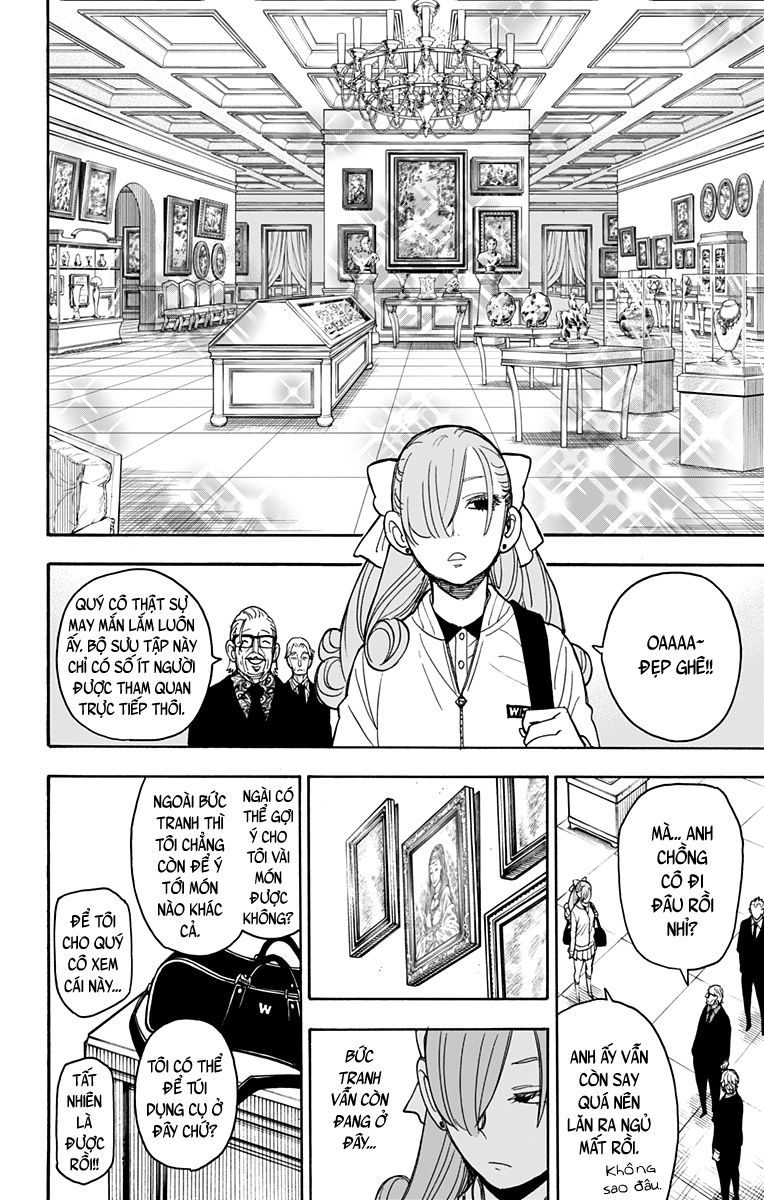 OAAAA~
ĐẸP GHÊ!!
QUÝ CÔ THẬT SỰ
MAY MẮN LẮM LUÔN
ẤY. BỘ SƯU TẬP NÀY
CHỈ CÓ SỐ ÍT NGƯỜI
ĐƯỢC THAM QUAN
TRỰC TIẾP THÔI.
W
MÀ... ANH
CHỒNG
CÔ ĐI
ĐÂU RỒI
NHỈ?
ANH ẤY VẪN
CÒN SAY
QUÁ NÊN
LĂN RA NGỦ
MẤT RỒI.
Không
sao đâu.
BỨC
TRANH
VẪN CÒN
ĐANG Ở
ĐÂY...
NGÀI CÓ
THỂ GỢI
Ý CHO
TÔI VÀI
MÓN
ĐƯỢC
KHÔNG?
NGOÀI BỨC
TRANH THÌ
TÔI CHẲNG
CÒN ĐỂ Ý
TỚI MÓN
NÀO KHÁC
CẢ.
ĐỂ TÔI
CHO QUÝ
CÔ XEM
CÁI NÀY...
W
TÔI CÓ THỂ
ĐỂ TÚI
DỤNG CỤ Ở
ĐÂY CHỨ?
TẤT
NHIÊN LÀ
ĐƯỢC
RỒI!!!